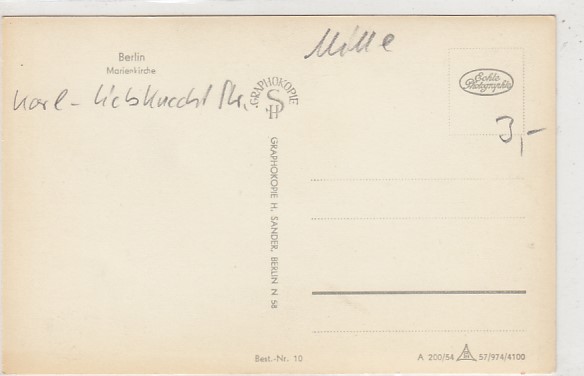 Mitte
Berlin
Marienkirche
Echte
Photographie
Karl-Liebknecht Str.
GRAPHOKOPIE
SH
3,-
GRAPHOKOPIE H. SANDER, BERLIN N 58
Best.-Nr. 10
A 200/54 57/974/4100